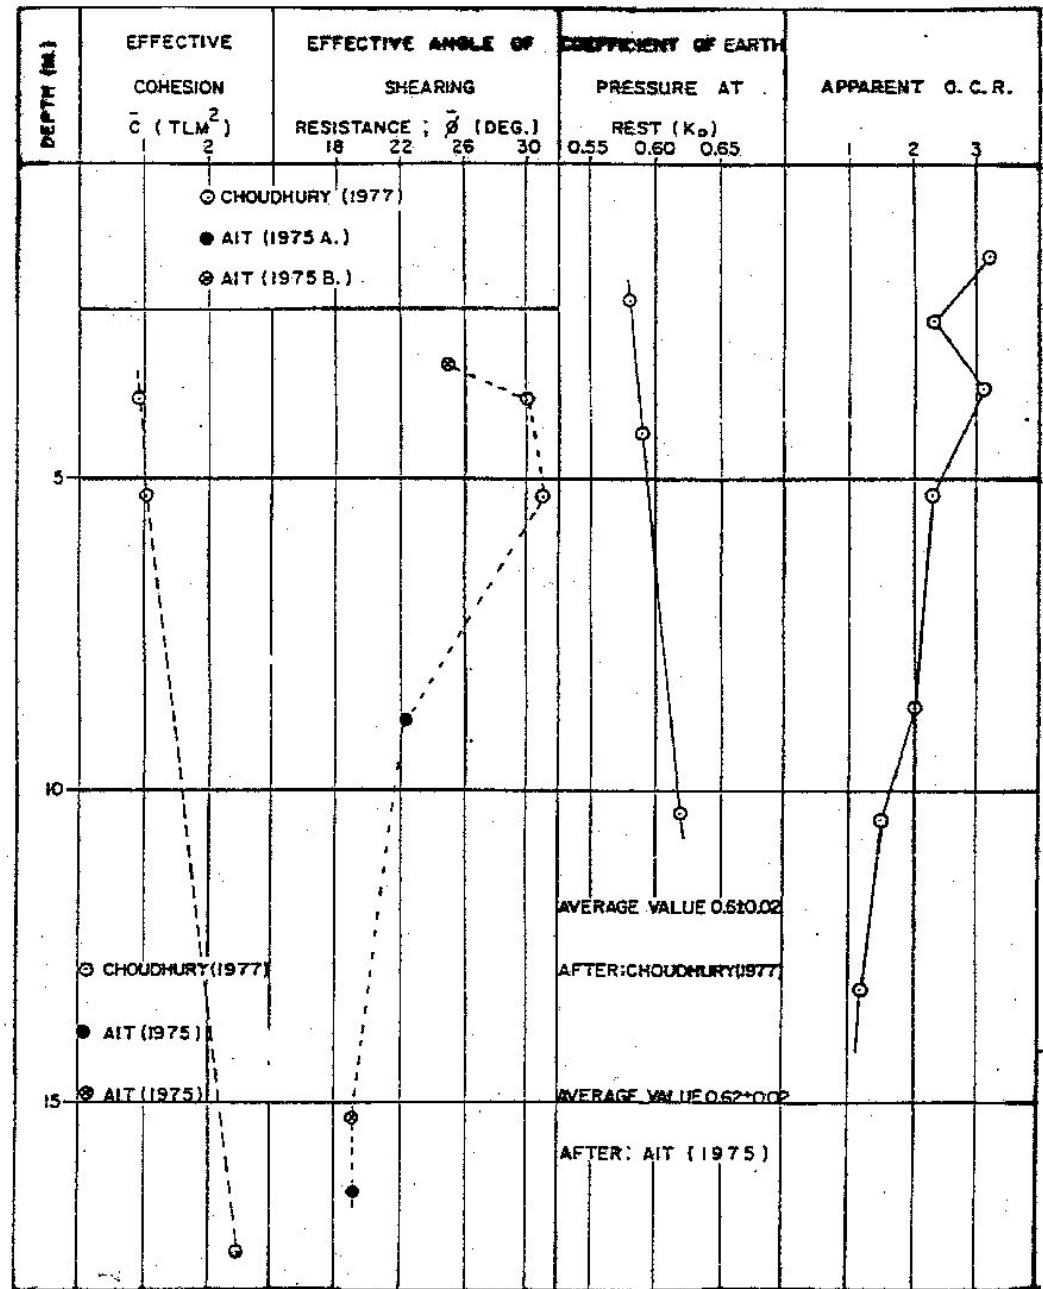 DEPTH (M.)
EFFECTIVE
COHESION
C̄ (TLM²)
1 2
EFFECTIVE ANGLE OF
SHEARING
RESISTANCE ; ø̄ (DEG.)
18 22 26 30
COEFFICIENT OF EARTH
PRESSURE AT
REST (K₀)
0.55 0.60 0.65
APPARENT O.C.R.
1 2 3
⊙ CHOUDHURY (1977)
● AIT (1975 A.)
⊗ AIT (1975 B.)
5
10
15
⊙ CHOUDHURY (1977)
● AIT (1975)
⊗ AIT (1975)
AVERAGE VALUE 0.6±0.02
AFTER: CHOUDHURY (1977)
AVERAGE VALUE 0.62±0.02
AFTER: AIT (1975)